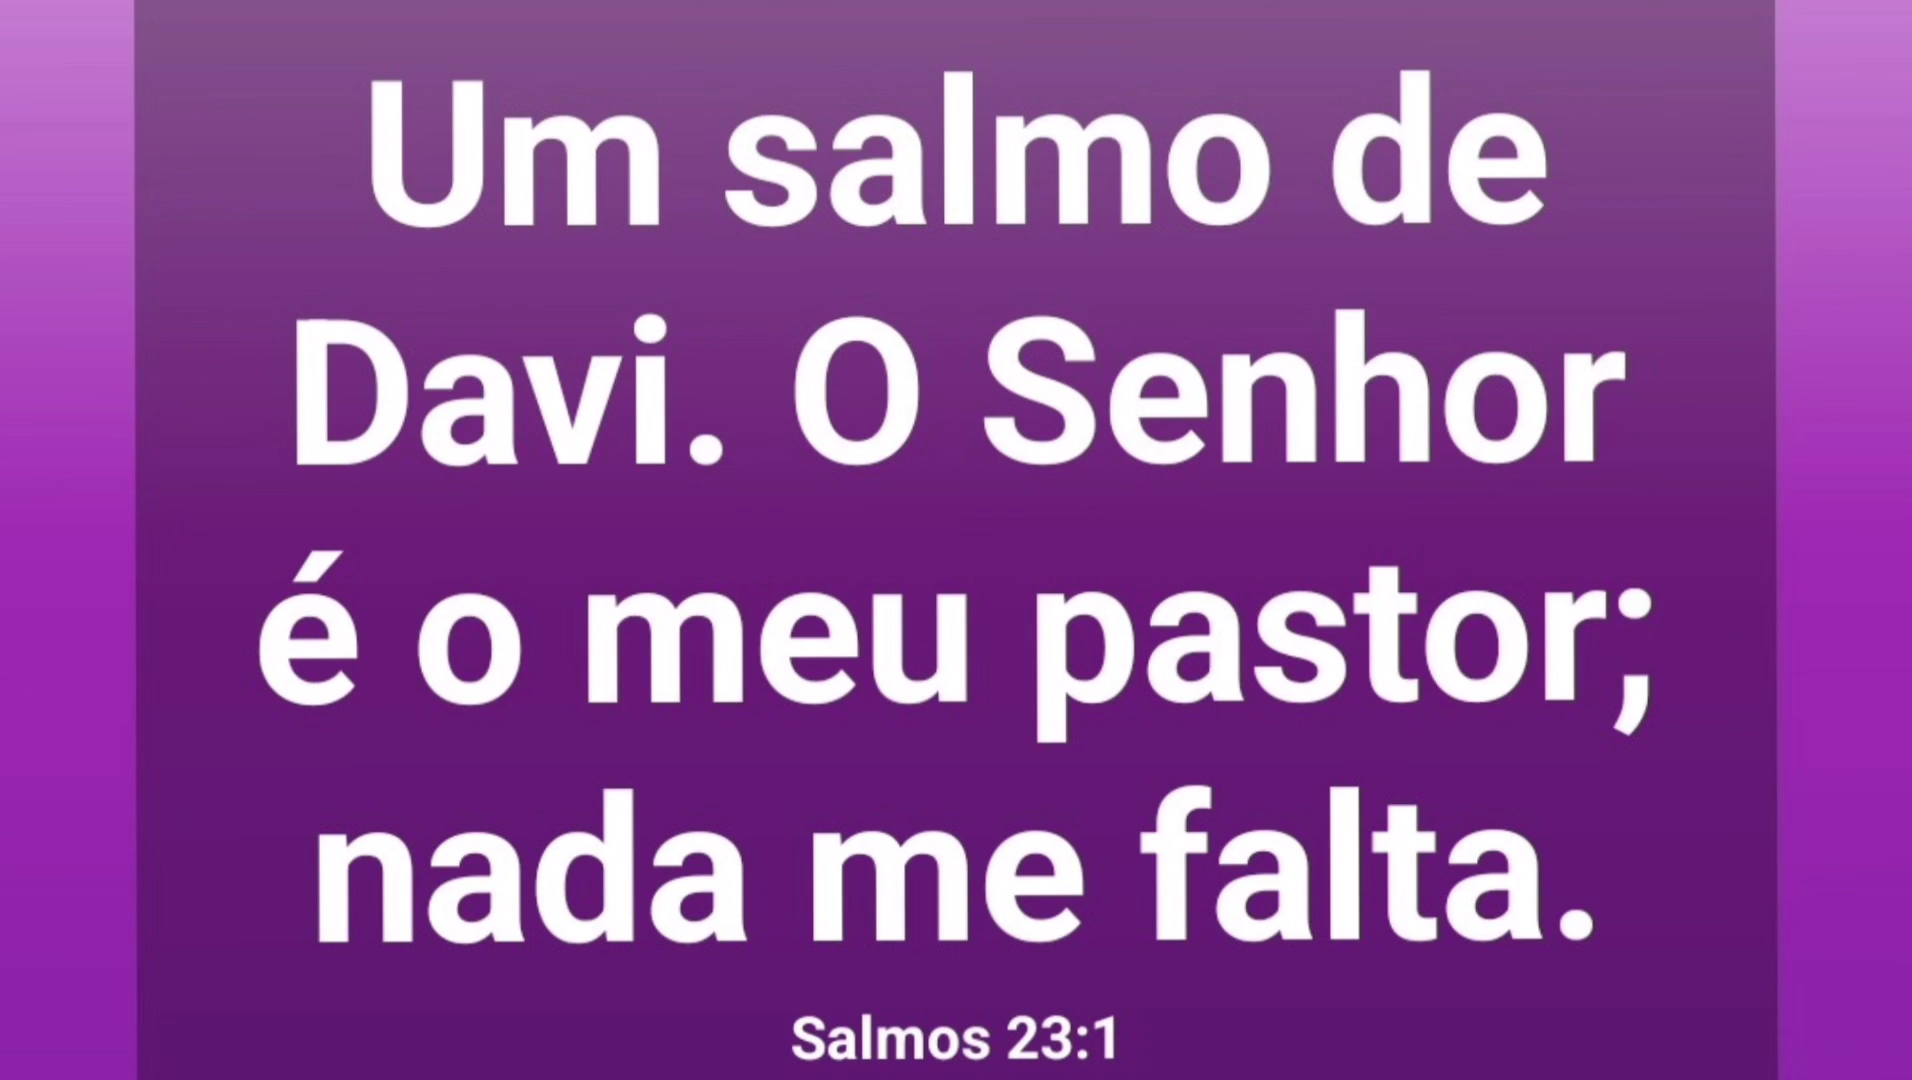 Um salmo de
Davi. O Senhor
é o meu pastor;
nada me falta.
Salmos 23:1